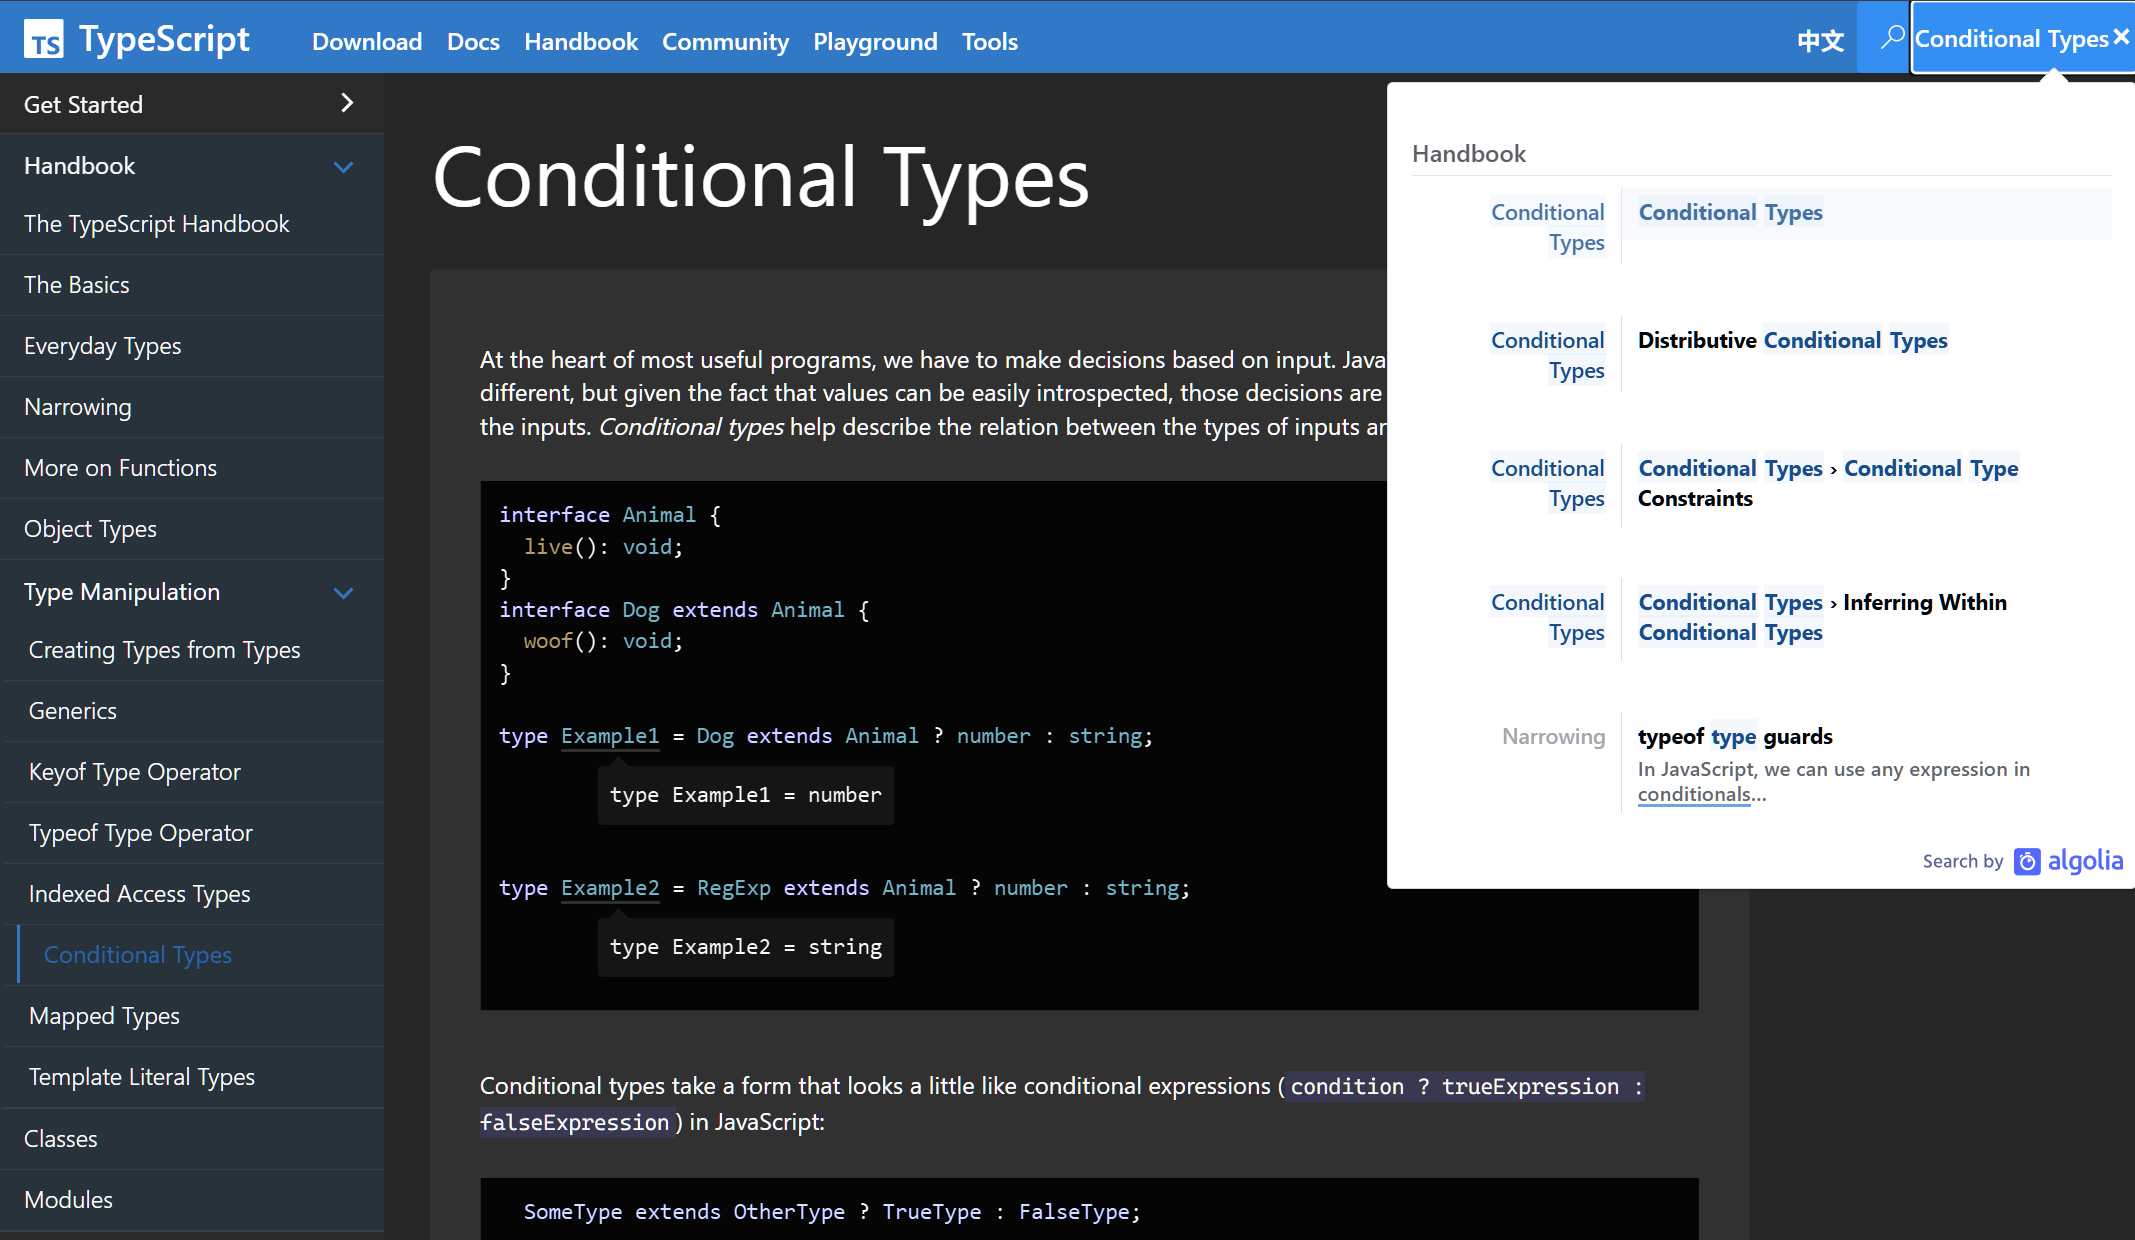 TS TypeScript
Download Docs Handbook Community Playground Tools
中文
Conditional Types
Get Started
Handbook
The TypeScript Handbook
The Basics
Everyday Types
Narrowing
More on Functions
Object Types
Type Manipulation
Creating Types from Types
Generics
Keyof Type Operator
Typeof Type Operator
Indexed Access Types
Conditional Types
Mapped Types
Template Literal Types
Classes
Modules
Conditional Types
At the heart of most useful programs, we have to make decisions based on input. Java
different, but given the fact that values can be easily introspected, those decisions are
the inputs. Conditional types help describe the relation between the types of inputs
interface Animal {
  live(): void;
}
interface Dog extends Animal {
  woof(): void;
}
type Example1 = Dog extends Animal ? number : string;
type Example1 = number
type Example2 = RegExp extends Animal ? number : string;
type Example2 = string
Conditional types take a form that looks a little like conditional expressions ( condition ? trueExpression :
falseExpression ) in JavaScript:
SomeType extends OtherType ? TrueType : FalseType;
Handbook
Conditional
Types
Conditional Types
Conditional
Types
Distributive Conditional Types
Conditional
Types
Conditional Types › Conditional Type
Constraints
Conditional
Types
Conditional Types › Inferring Within
Conditional Types
Narrowing
typeof type guards
In JavaScript, we can use any expression in
conditionals...
Search by algolia